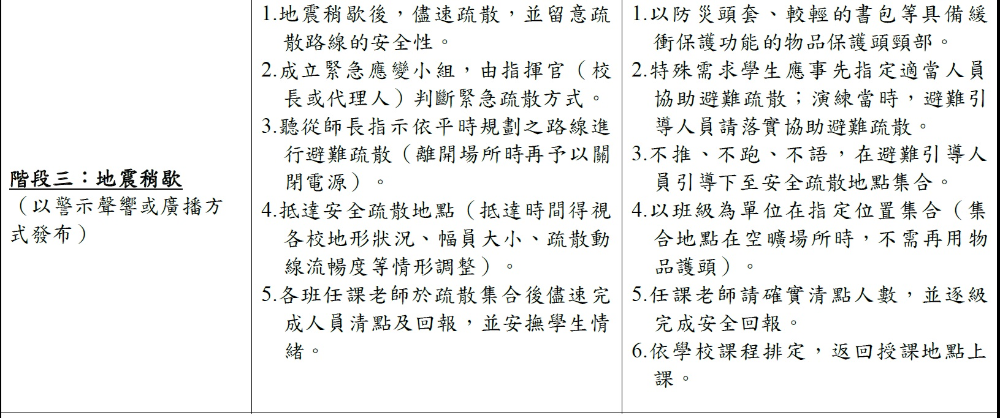 階段三：地震稍歇
（以警示聲響或廣播方
式發布）
1.地震稍歇後，儘速疏散，並留意疏
散路線的安全性。
2.成立緊急應變小組，由指揮官（校
長或代理人）判斷緊急疏散方式。
3.聽從師長指示依平時規劃之路線進
行避難疏散（離開場所時再予以關
閉電源）。
4.抵達安全疏散地點（抵達時間得視
各校地形狀況、幅員大小、疏散動
線流暢度等情形調整）。
5.各班任課老師於疏散集合後儘速完
成人員清點及回報，並安撫學生情
緒。
1.以防災頭套、較輕的書包等具備緩
衝保護功能的物品保護頭頸部。
2.特殊需求學生應事先指定適當人員
協助避難疏散；演練當時，避難引
導人員請落實協助避難疏散。
3.不推、不跑、不語，在避難引導人
員引導下至安全疏散地點集合。
4.以班級為單位在指定位置集合（集
合地點在空曠場所時，不需再用物
品護頭）。
5.任課老師請確實清點人數，並逐級
完成安全回報。
6.依學校課程排定，返回授課地點上
課。